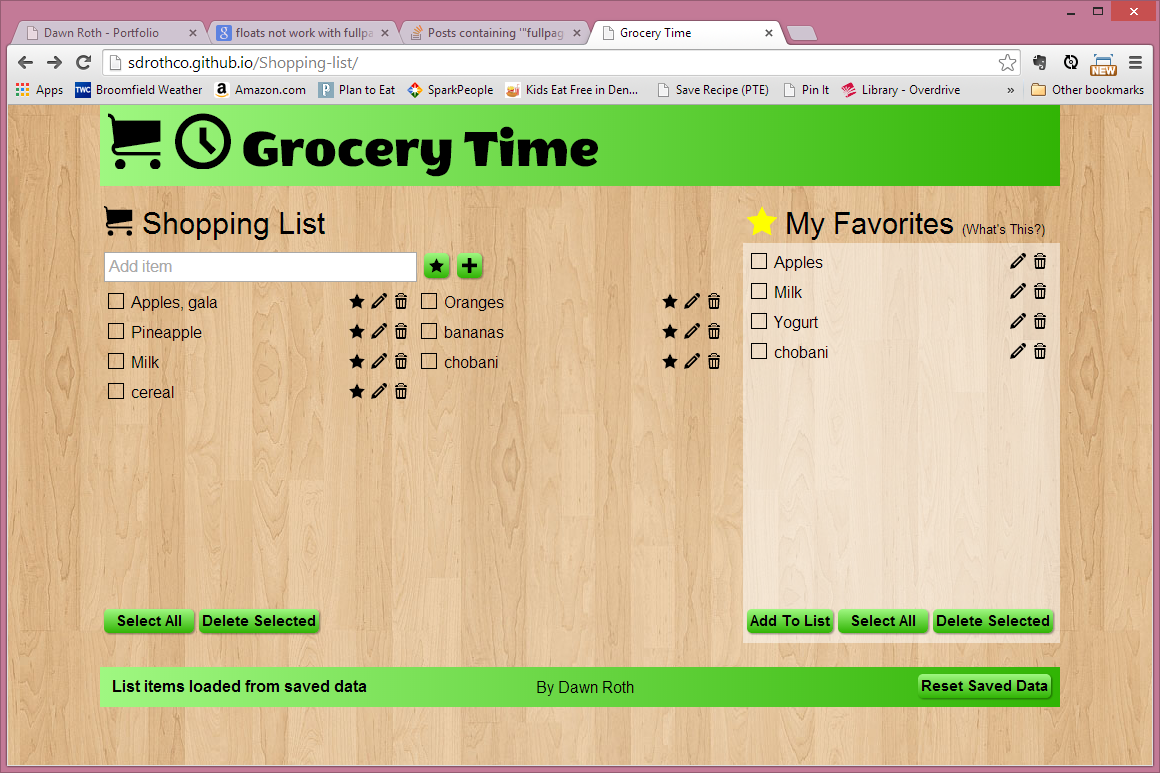 Dawn Roth - Portfolio
floats not work with fullpa
Posts containing '"fullpag
Grocery Time
sdrothco.github.io/Shopping-list/
NEW
Apps
TWC Broomfield Weather
Amazon.com
Plan to Eat
SparkPeople
Kids Eat Free in Den...
Save Recipe (PTE)
Pin It
Library - Overdrive
»
Other bookmarks
Grocery Time
Shopping List
Add item
Apples, gala
Pineapple
Milk
cereal
Oranges
bananas
chobani
Select All
Delete Selected
My Favorites (What's This?)
Apples
Milk
Yogurt
chobani
Add To List
Select All
Delete Selected
List items loaded from saved data
By Dawn Roth
Reset Saved Data